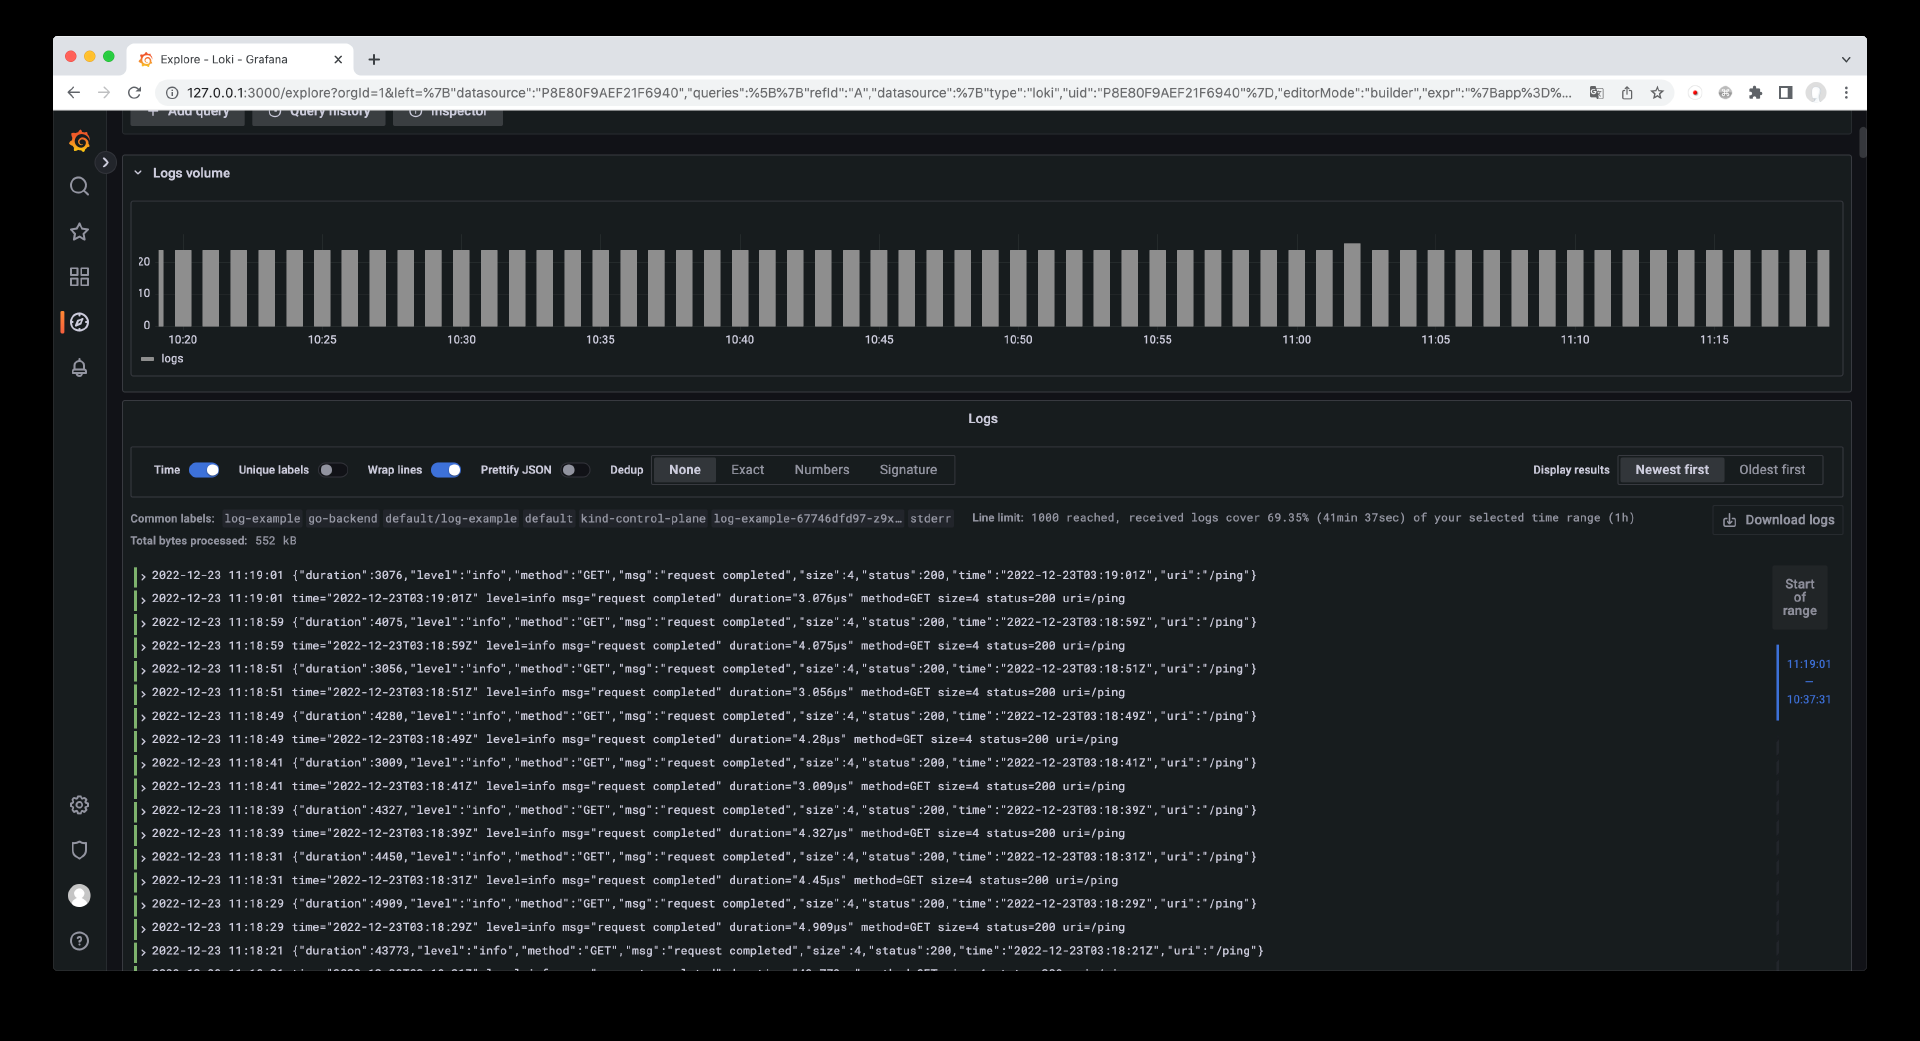 Explore - Loki - Grafana
127.0.0.1:3000/explore?orgId=1&left=%7B"datasource":"P8E80F9AEF21F6940","queries":%5B%7B"refId":"A","datasource":%7B"type":"loki","uid":"P8E80F9AEF21F6940"%7D,"editorMode":"builder","expr":"%7Bapp%3D%...
+ Add query Query history Inspector
Logs volume
20
10
0
10:20 10:25 10:30 10:35 10:40 10:45 10:50 10:55 11:00 11:05 11:10 11:15
logs
Logs
Time Unique labels Wrap lines Prettify JSON Dedup None Exact Numbers Signature Display results Newest first Oldest first
Common labels: log-example go-backend default/log-example default kind-control-plane log-example-67746dfd97-z9x… stderr Line limit: 1000 reached, received logs cover 69.35% (41min 37sec) of your selected time range (1h) Download logs
Total bytes processed: 552 kB
2022-12-23 11:19:01 {"duration":3076,"level":"info","method":"GET","msg":"request completed","size":4,"status":200,"time":"2022-12-23T03:19:01Z","uri":"/ping"}
2022-12-23 11:19:01 time="2022-12-23T03:19:01Z" level=info msg="request completed" duration="3.076µs" method=GET size=4 status=200 uri=/ping
2022-12-23 11:18:59 {"duration":4075,"level":"info","method":"GET","msg":"request completed","size":4,"status":200,"time":"2022-12-23T03:18:59Z","uri":"/ping"}
2022-12-23 11:18:59 time="2022-12-23T03:18:59Z" level=info msg="request completed" duration="4.075µs" method=GET size=4 status=200 uri=/ping
2022-12-23 11:18:51 {"duration":3056,"level":"info","method":"GET","msg":"request completed","size":4,"status":200,"time":"2022-12-23T03:18:51Z","uri":"/ping"}
2022-12-23 11:18:51 time="2022-12-23T03:18:51Z" level=info msg="request completed" duration="3.056µs" method=GET size=4 status=200 uri=/ping
2022-12-23 11:18:49 {"duration":4280,"level":"info","method":"GET","msg":"request completed","size":4,"status":200,"time":"2022-12-23T03:18:49Z","uri":"/ping"}
2022-12-23 11:18:49 time="2022-12-23T03:18:49Z" level=info msg="request completed" duration="4.28µs" method=GET size=4 status=200 uri=/ping
2022-12-23 11:18:41 {"duration":3009,"level":"info","method":"GET","msg":"request completed","size":4,"status":200,"time":"2022-12-23T03:18:41Z","uri":"/ping"}
2022-12-23 11:18:41 time="2022-12-23T03:18:41Z" level=info msg="request completed" duration="3.009µs" method=GET size=4 status=200 uri=/ping
2022-12-23 11:18:39 {"duration":4327,"level":"info","method":"GET","msg":"request completed","size":4,"status":200,"time":"2022-12-23T03:18:39Z","uri":"/ping"}
2022-12-23 11:18:39 time="2022-12-23T03:18:39Z" level=info msg="request completed" duration="4.327µs" method=GET size=4 status=200 uri=/ping
2022-12-23 11:18:31 {"duration":4450,"level":"info","method":"GET","msg":"request completed","size":4,"status":200,"time":"2022-12-23T03:18:31Z","uri":"/ping"}
2022-12-23 11:18:31 time="2022-12-23T03:18:31Z" level=info msg="request completed" duration="4.45µs" method=GET size=4 status=200 uri=/ping
2022-12-23 11:18:29 {"duration":4909,"level":"info","method":"GET","msg":"request completed","size":4,"status":200,"time":"2022-12-23T03:18:29Z","uri":"/ping"}
2022-12-23 11:18:29 time="2022-12-23T03:18:29Z" level=info msg="request completed" duration="4.909µs" method=GET size=4 status=200 uri=/ping
2022-12-23 11:18:21 {"duration":43773,"level":"info","method":"GET","msg":"request completed","size":4,"status":200,"time":"2022-12-23T03:18:21Z","uri":"/ping"}
Start
of
range
11:19:01
—
10:37:31